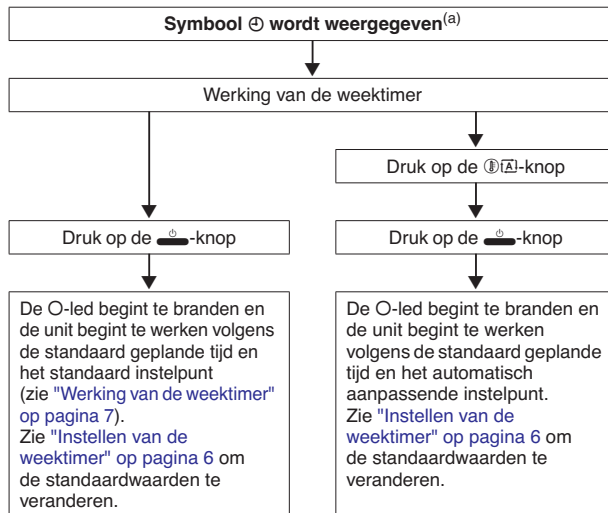 Symbool ⏲ wordt weergegeven(a)
Werking van de weektimer
Druk op de -knop
Druk op de -knop
Druk op de -knop
De O-led begint te branden en
de unit begint te werken volgens
de standaard geplande tijd en
het standaard instelpunt
(zie "Werking van de weektimer"
op pagina 7).
Zie "Instellen van de
weektimer" op pagina 6 om
de standaardwaarden te
veranderen.
De O-led begint te branden en
de unit begint te werken
volgens de standaard geplande
tijd en het automatisch
aanpassende instelpunt.
Zie "Instellen van de
weektimer" op pagina 6 om
de standaardwaarden te
veranderen.